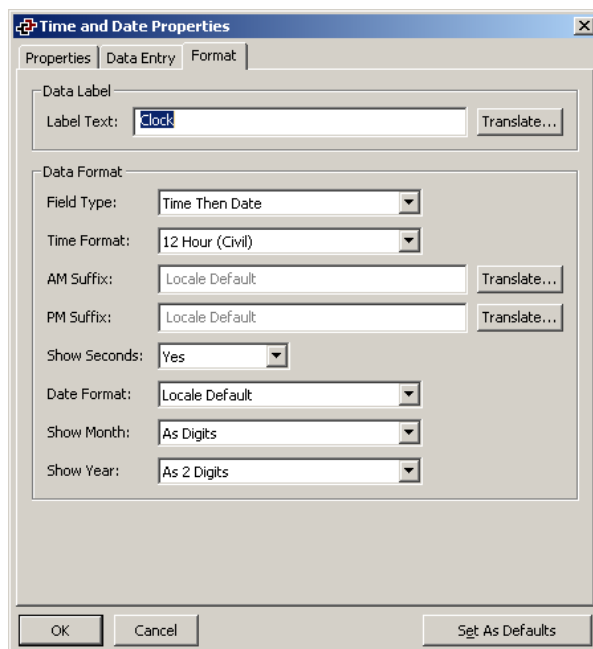 Time and Date Properties
Properties Data Entry Format
Data Label
Label Text: Clock Translate...
Data Format
Field Type: Time Then Date
Time Format: 12 Hour (Civil)
AM Suffix: Locale Default Translate...
PM Suffix: Locale Default Translate...
Show Seconds: Yes
Date Format: Locale Default
Show Month: As Digits
Show Year: As 2 Digits
OK Cancel Set As Defaults